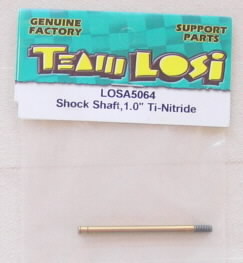 GENUINE FACTORY
SUPPORT PARTS
TEAM LOSI
LOSA5064
Shock Shaft,1.0" Ti-Nitride